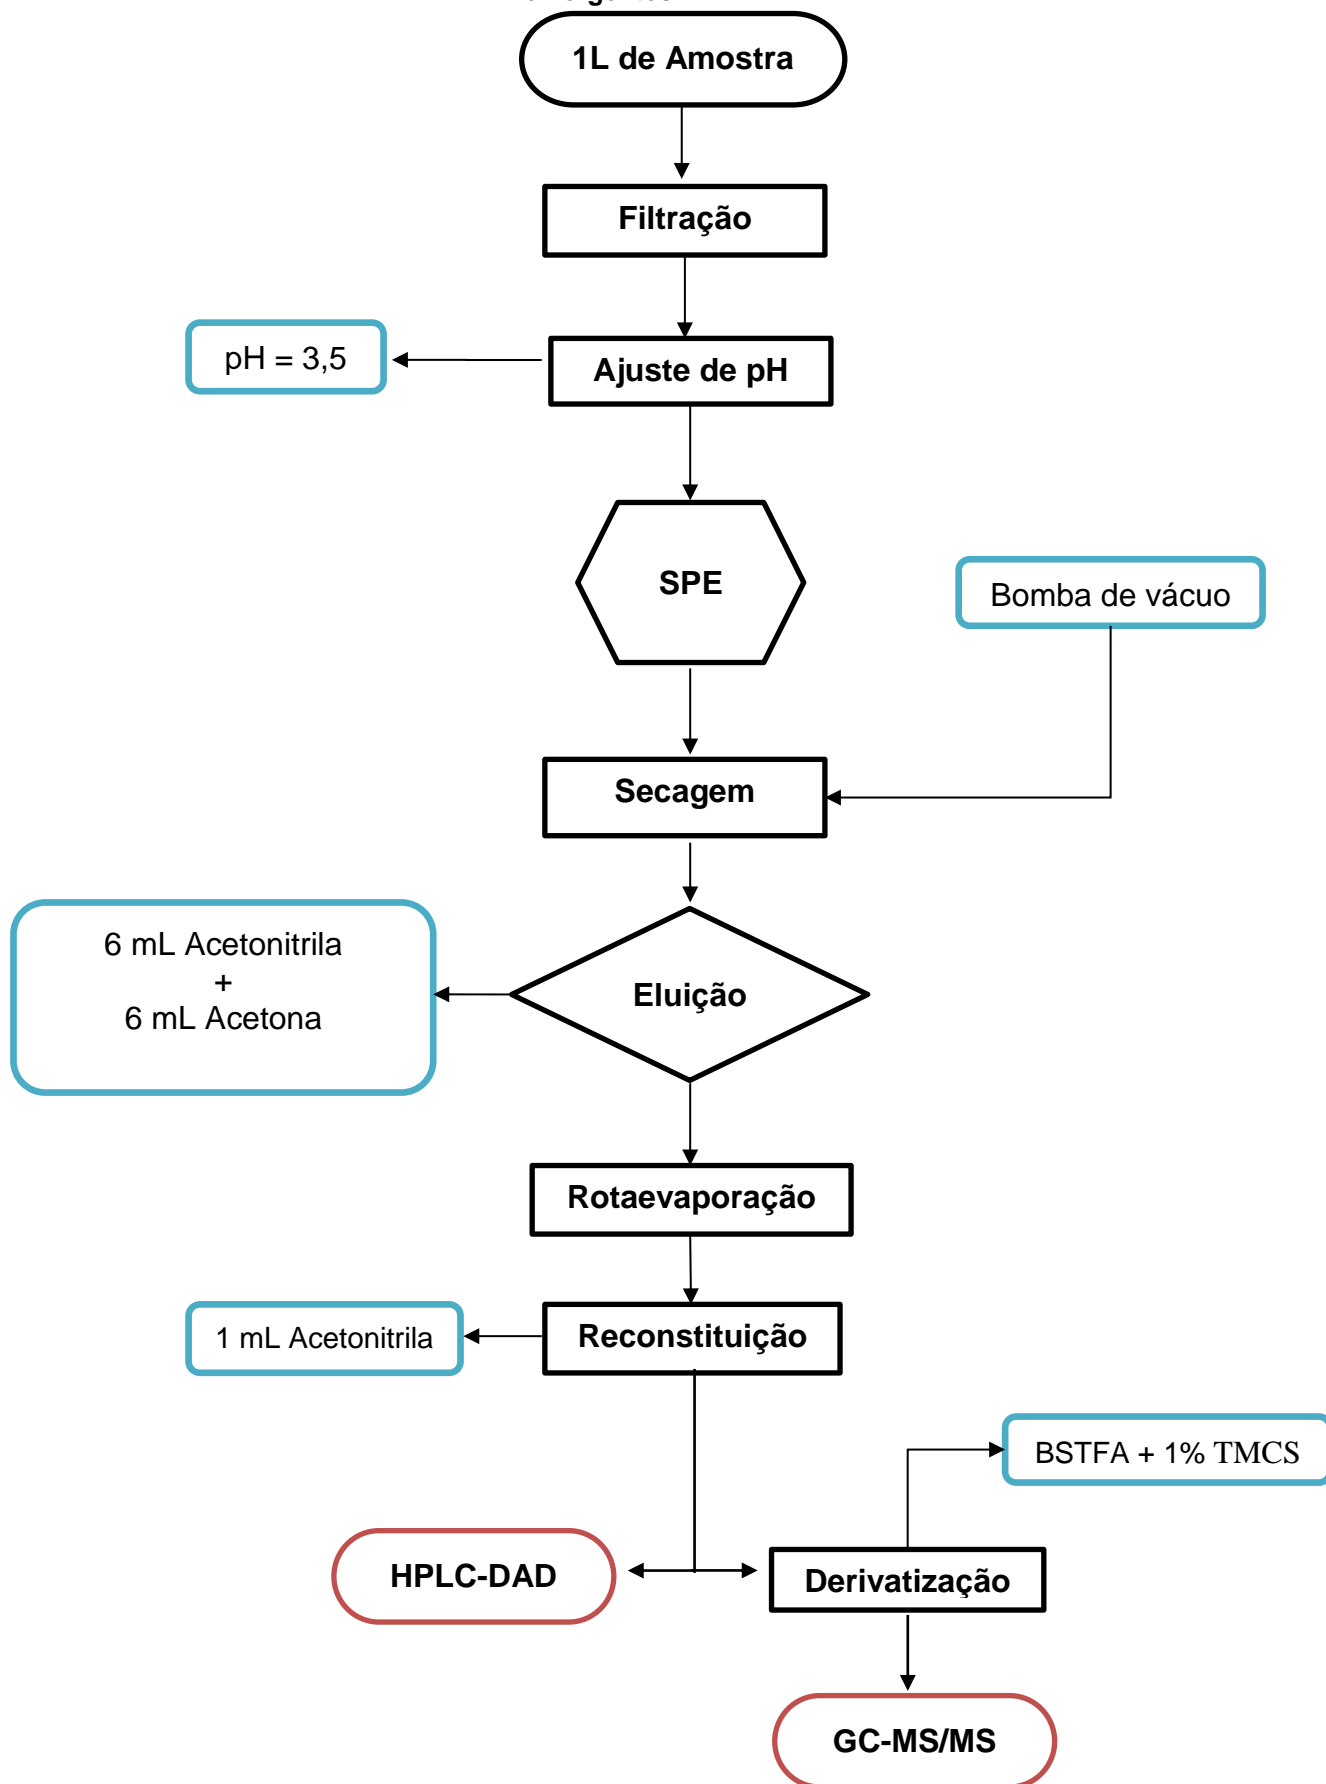 1L de Amostra
Filtração
pH = 3,5
Ajuste de pH
SPE
Bomba de vácuo
Secagem
6 mL Acetonitrila
+
6 mL Acetona
Eluição
Rotaevaporação
1 mL Acetonitrila
Reconstituição
BSTFA + 1% TMCS
HPLC-DAD
Derivatização
GC-MS/MS